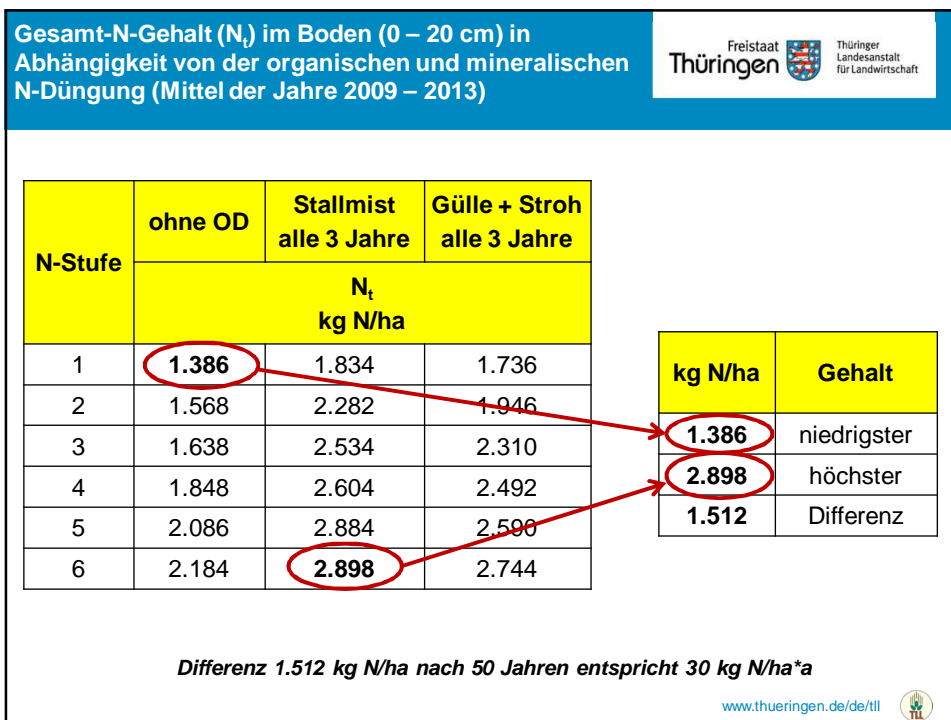 Gesamt-N-Gehalt (Nt) im Boden (0 – 20 cm) in
Abhängigkeit von der organischen und mineralischen
N-Düngung (Mittel der Jahre 2009 – 2013)
Freistaat
Thüringen
Thüringer
Landesanstalt
für Landwirtschaft
N-Stufe
ohne OD
Stallmist
alle 3 Jahre
Gülle + Stroh
alle 3 Jahre
Nt
kg N/ha
1 1.386 1.834 1.736
2 1.568 2.282 1.946
3 1.638 2.534 2.310
4 1.848 2.604 2.492
5 2.086 2.884 2.590
6 2.184 2.898 2.744
kg N/ha Gehalt
1.386 niedrigster
2.898 höchster
1.512 Differenz
Differenz 1.512 kg N/ha nach 50 Jahren entspricht 30 kg N/ha*a
www.thueringen.de/de/tll
TLL